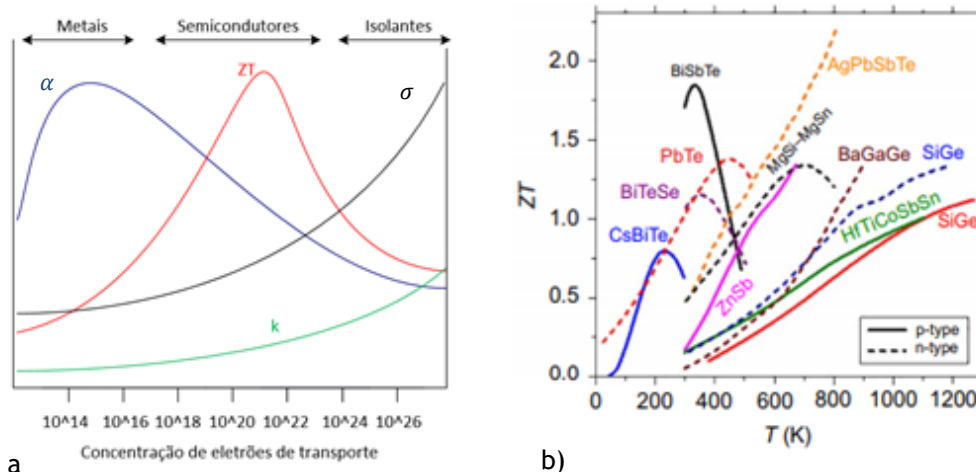 Metais
Semicondutores
Isolantes
α
ZT
σ
k
10^14
10^16
10^18
10^20
10^22
10^24
10^26
Concentração de eletrões de transporte
a
ZT
2.0
1.5
1.0
0.5
0.0
BiSbTe
AgPbSbTe
MgSi–MgSn
PbTe
BaGaGe
SiGe
BiTeSe
CsBiTe
ZnSb
HfTiCoSbSn
SiGe
p-type
n-type
0
200
400
600
800
1000
1200
T (K)
b)